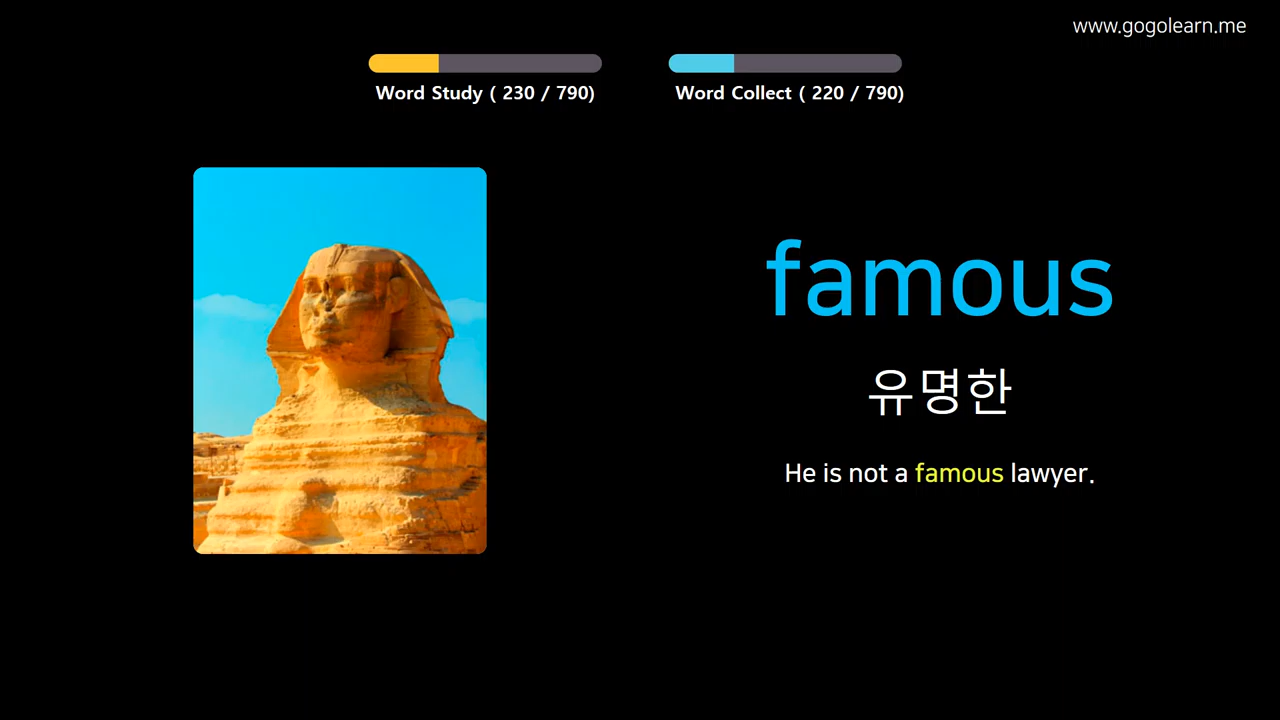 www.gogolearn.me
Word Study ( 230 / 790)
Word Collect ( 220 / 790)
famous
유명한
He is not a famous lawyer.